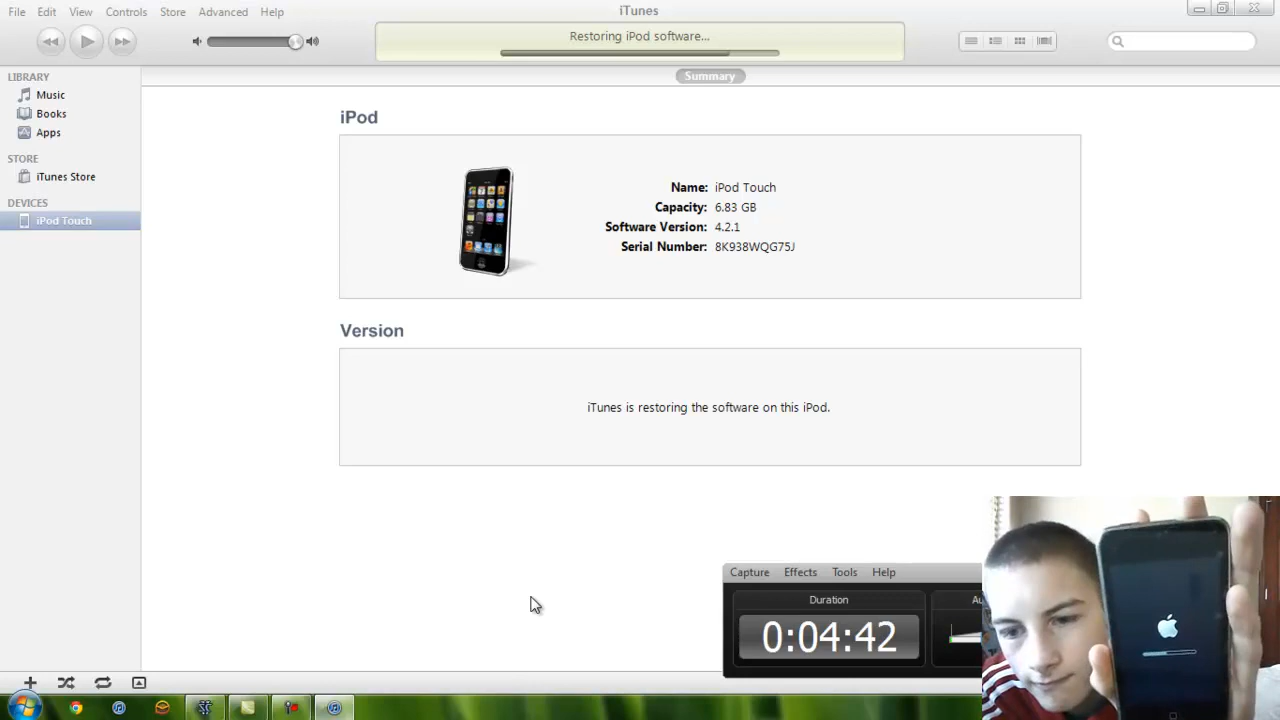 File Edit View Controls Store Advanced Help
iTunes
Restoring iPod software...
LIBRARY
Music
Books
Apps
STORE
iTunes Store
DEVICES
iPod Touch
Summary
iPod
Name: iPod Touch
Capacity: 6.83 GB
Software Version: 4.2.1
Serial Number: 8K938WQG75J
Version
iTunes is restoring the software on this iPod.
Capture Effects Tools Help
Duration
0:04:42